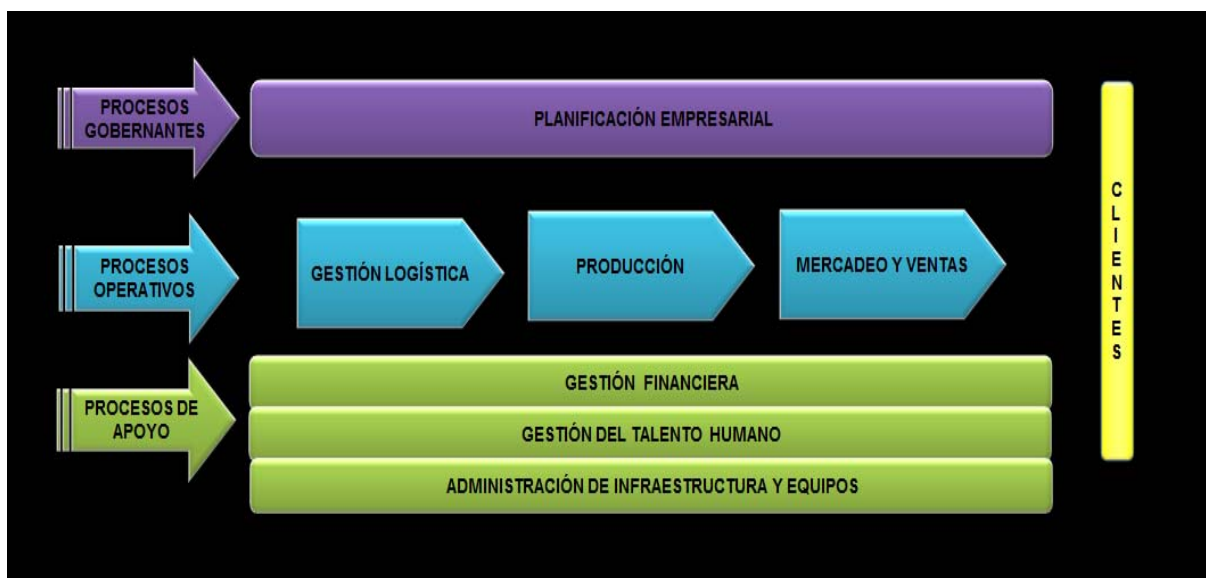 PROCESOS
GOBERNANTES
PLANIFICACIÓN EMPRESARIAL
PROCESOS
OPERATIVOS
GESTIÓN LOGÍSTICA
PRODUCCIÓN
MERCADEO Y VENTAS
PROCESOS DE
APOYO
GESTIÓN FINANCIERA
GESTIÓN DEL TALENTO HUMANO
ADMINISTRACIÓN DE INFRAESTRUCTURA Y EQUIPOS
CLIENTES